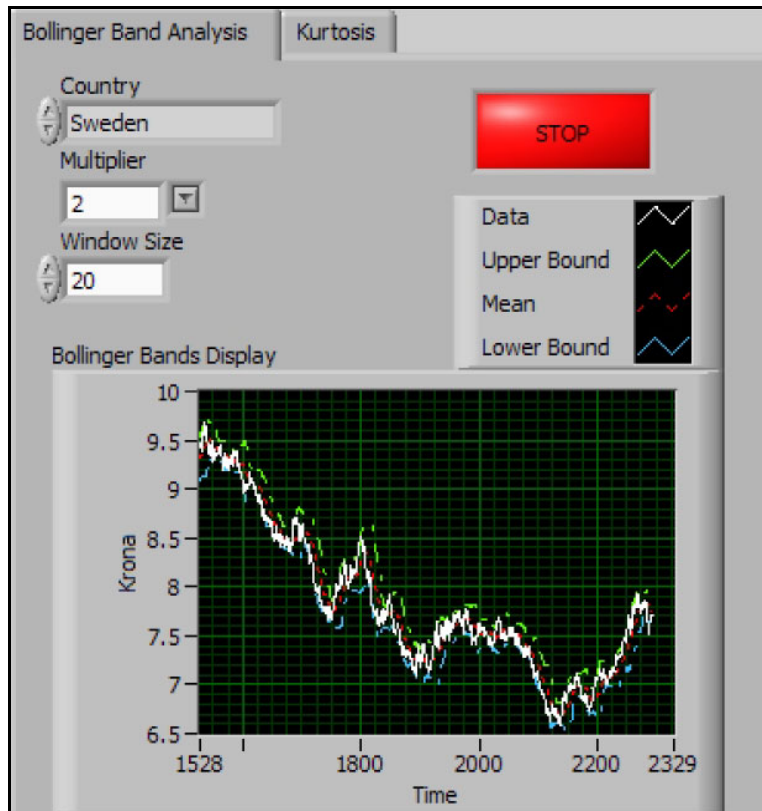 Bollinger Band Analysis
Kurtosis
Country
Sweden
STOP
Multiplier
2
Window Size
20
Data
Upper Bound
Mean
Lower Bound
Bollinger Bands Display
10
9.5
9
8.5
8
7.5
7
6.5
Krona
1528
1800
2000
2200
2329
Time